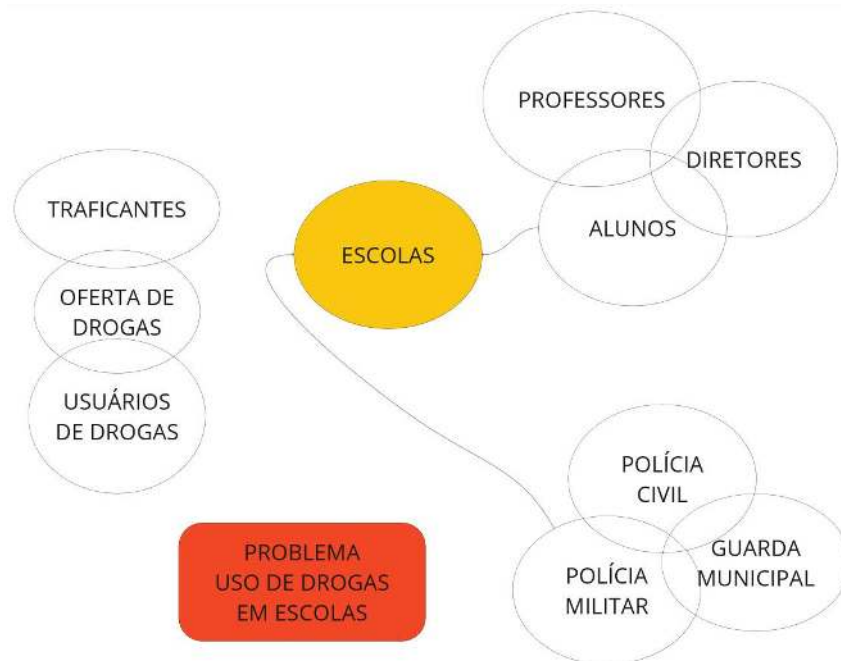 PROFESSORES
DIRETORES
ALUNOS
TRAFICANTES
ESCOLAS
OFERTA DE
DROGAS
USUÁRIOS
DE DROGAS
POLÍCIA
CIVIL
GUARDA
MUNICIPAL
POLÍCIA
MILITAR
PROBLEMA
USO DE DROGAS
EM ESCOLAS